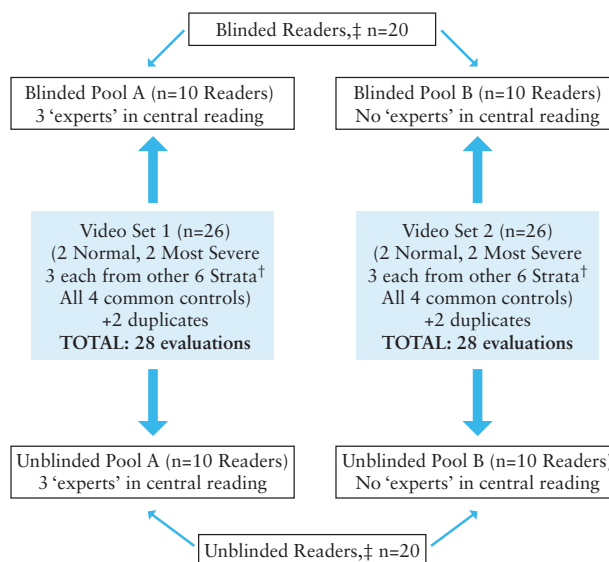 Blinded Readers,‡ n=20
Blinded Pool A (n=10 Readers)
3 ‘experts’ in central reading
Blinded Pool B (n=10 Readers)
No ‘experts’ in central reading
Video Set 1 (n=26)
(2 Normal, 2 Most Severe
3 each from other 6 Strata†
All 4 common controls)
+2 duplicates
TOTAL: 28 evaluations
Video Set 2 (n=26)
(2 Normal, 2 Most Severe
3 each from other 6 Strata†
All 4 common controls)
+2 duplicates
TOTAL: 28 evaluations
Unblinded Pool A (n=10 Readers)
3 ‘experts’ in central reading
Unblinded Pool B (n=10 Readers)
No ‘experts’ in central reading
Unblinded Readers,‡ n=20